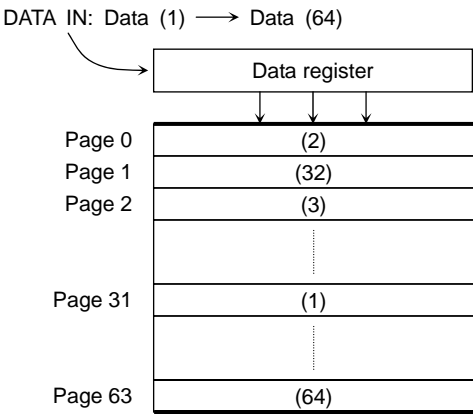 DATA IN: Data (1) → Data (64)
Data register
Page 0 (2)
Page 1 (32)
Page 2 (3)
Page 31 (1)
Page 63 (64)